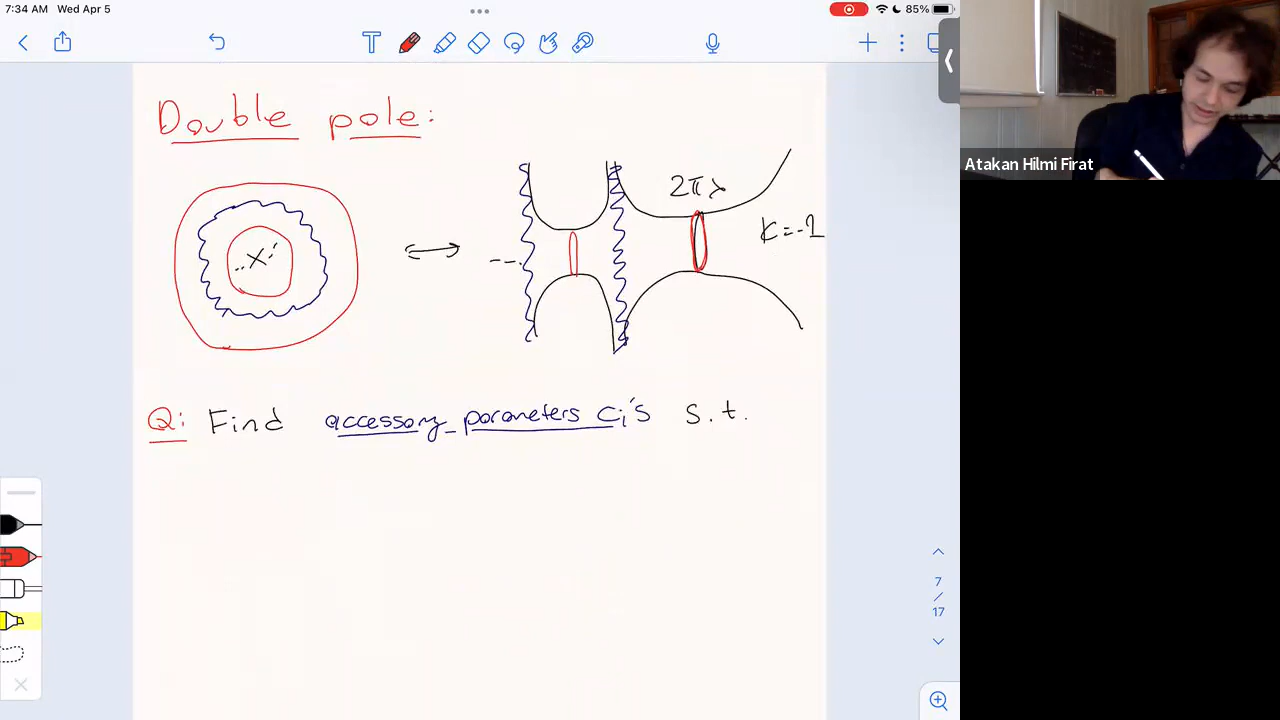 7:34 AM Wed Apr 5
85%
Double pole:
2πλ
K=-1
Atakan Hilmi Firat
Q: Find accessory parameters ci's s.t.
7
/
17